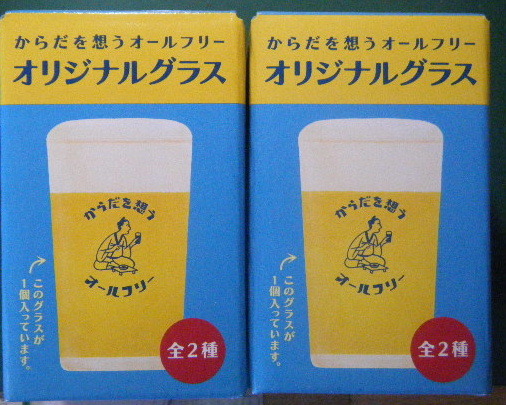 からだを想うオールフリー
オリジナルグラス
からだを想う
オールフリー
このグラスが
1個入っています。
全2種
からだを想うオールフリー
オリジナルグラス
からだを想う
オールフリー
このグラスが
1個入っています。
全2種